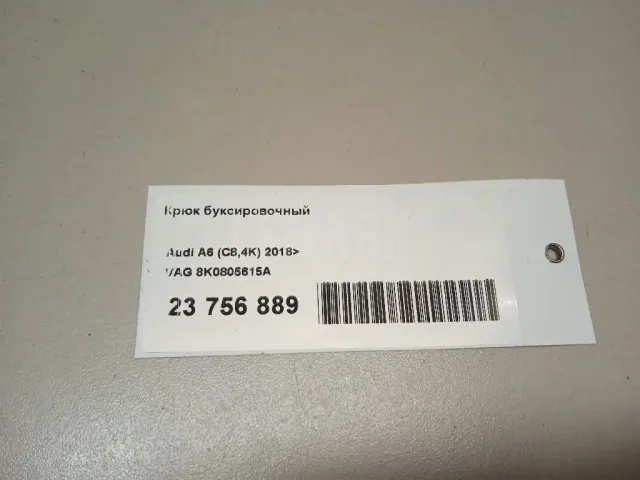 Крюк буксировочный
Audi A6 (C8,4K) 2018>
VAG 8K0805615A
23 756 889